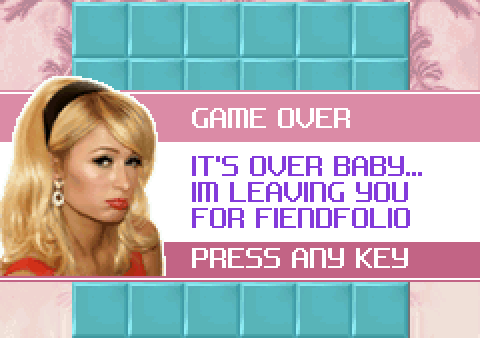 GAME OVER
IT'S OVER BABY...
IM LEAVING YOU
FOR FIENDFOLIO
PRESS ANY KEY